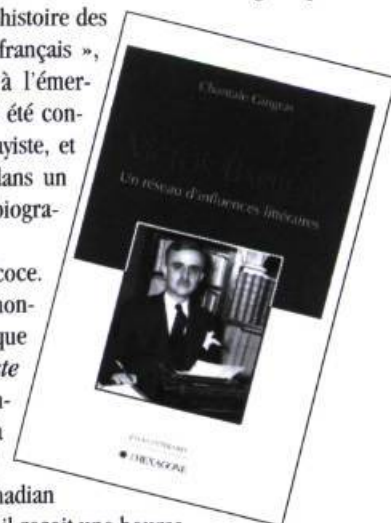 histoire des
français »,
à l'émer-
été con-
ayiste, et
dans un
biogra-
coce.
mon-
que
ste
n-
a
nadian
il reçoit une bourse
Chantale Gingras
Un réseau d'influences littéraires
l'HEXAGONE